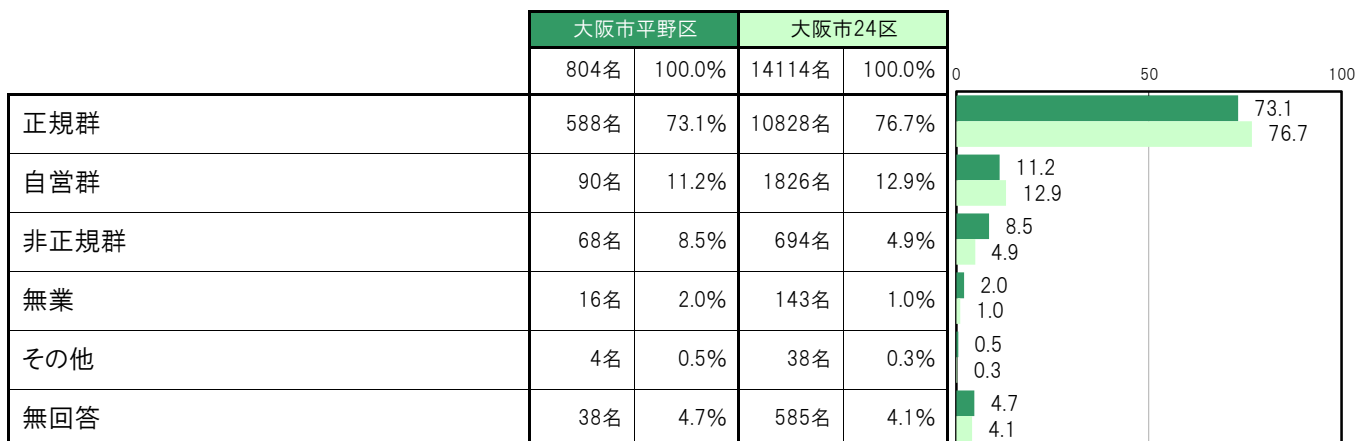 大阪市平野区 大阪市24区
804名 100.0% 14114名 100.0% 0 50 100
正規群 588名 73.1% 10828名 76.7% 73.1
76.7
自営群 90名 11.2% 1826名 12.9% 11.2
12.9
非正規群 68名 8.5% 694名 4.9% 8.5
4.9
無業 16名 2.0% 143名 1.0% 2.0
1.0
その他 4名 0.5% 38名 0.3% 0.5
0.3
無回答 38名 4.7% 585名 4.1% 4.7
4.1